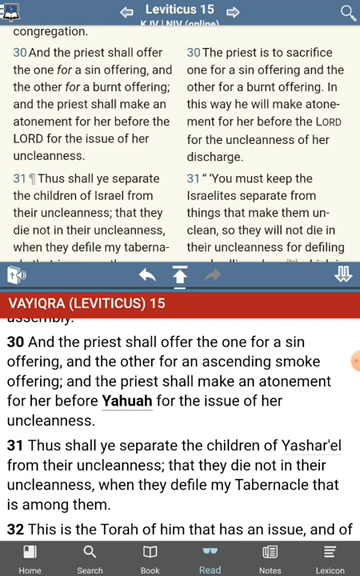 Leviticus 15
KJV | NIV (online)
congregation.
30 And the priest shall offer
the one for a sin offering, and
the other for a burnt offering;
and the priest shall make an
atonement for her before the
LORD for the issue of her
uncleanness.
31 ¶ Thus shall ye separate
the children of Israel from
their uncleanness; that they
die not in their uncleanness,
when they defile my taberna-
30 The priest is to sacrifice
one for a sin offering and the
other for a burnt offering. In
this way he will make atone-
ment for her before the LORD
for the uncleanness of her
discharge.
31 “ ‘You must keep the
Israelites separate from
things that make them un-
clean, so they will not die in
their uncleanness for defiling
VAYIQRA (LEVITICUS) 15
assembly.
30 And the priest shall offer the one for a sin
offering, and the other for an ascending smoke
offering; and the priest shall make an atonement
for her before Yahuah for the issue of her
uncleanness.
31 Thus shall ye separate the children of Yashar'el
from their uncleanness; that they die not in their
uncleanness, when they defile my Tabernacle that
is among them.
32 This is the Torah of him that has an issue, and of
Home
Search
Book
Read
Notes
Lexicon